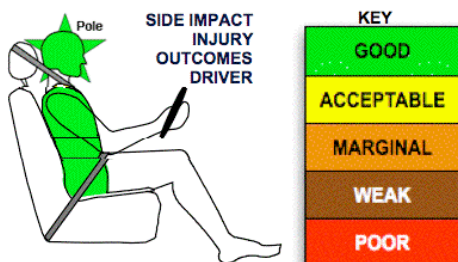 Pole
SIDE IMPACT
INJURY
OUTCOMES
DRIVER
KEY
GOOD
ACCEPTABLE
MARGINAL
WEAK
POOR